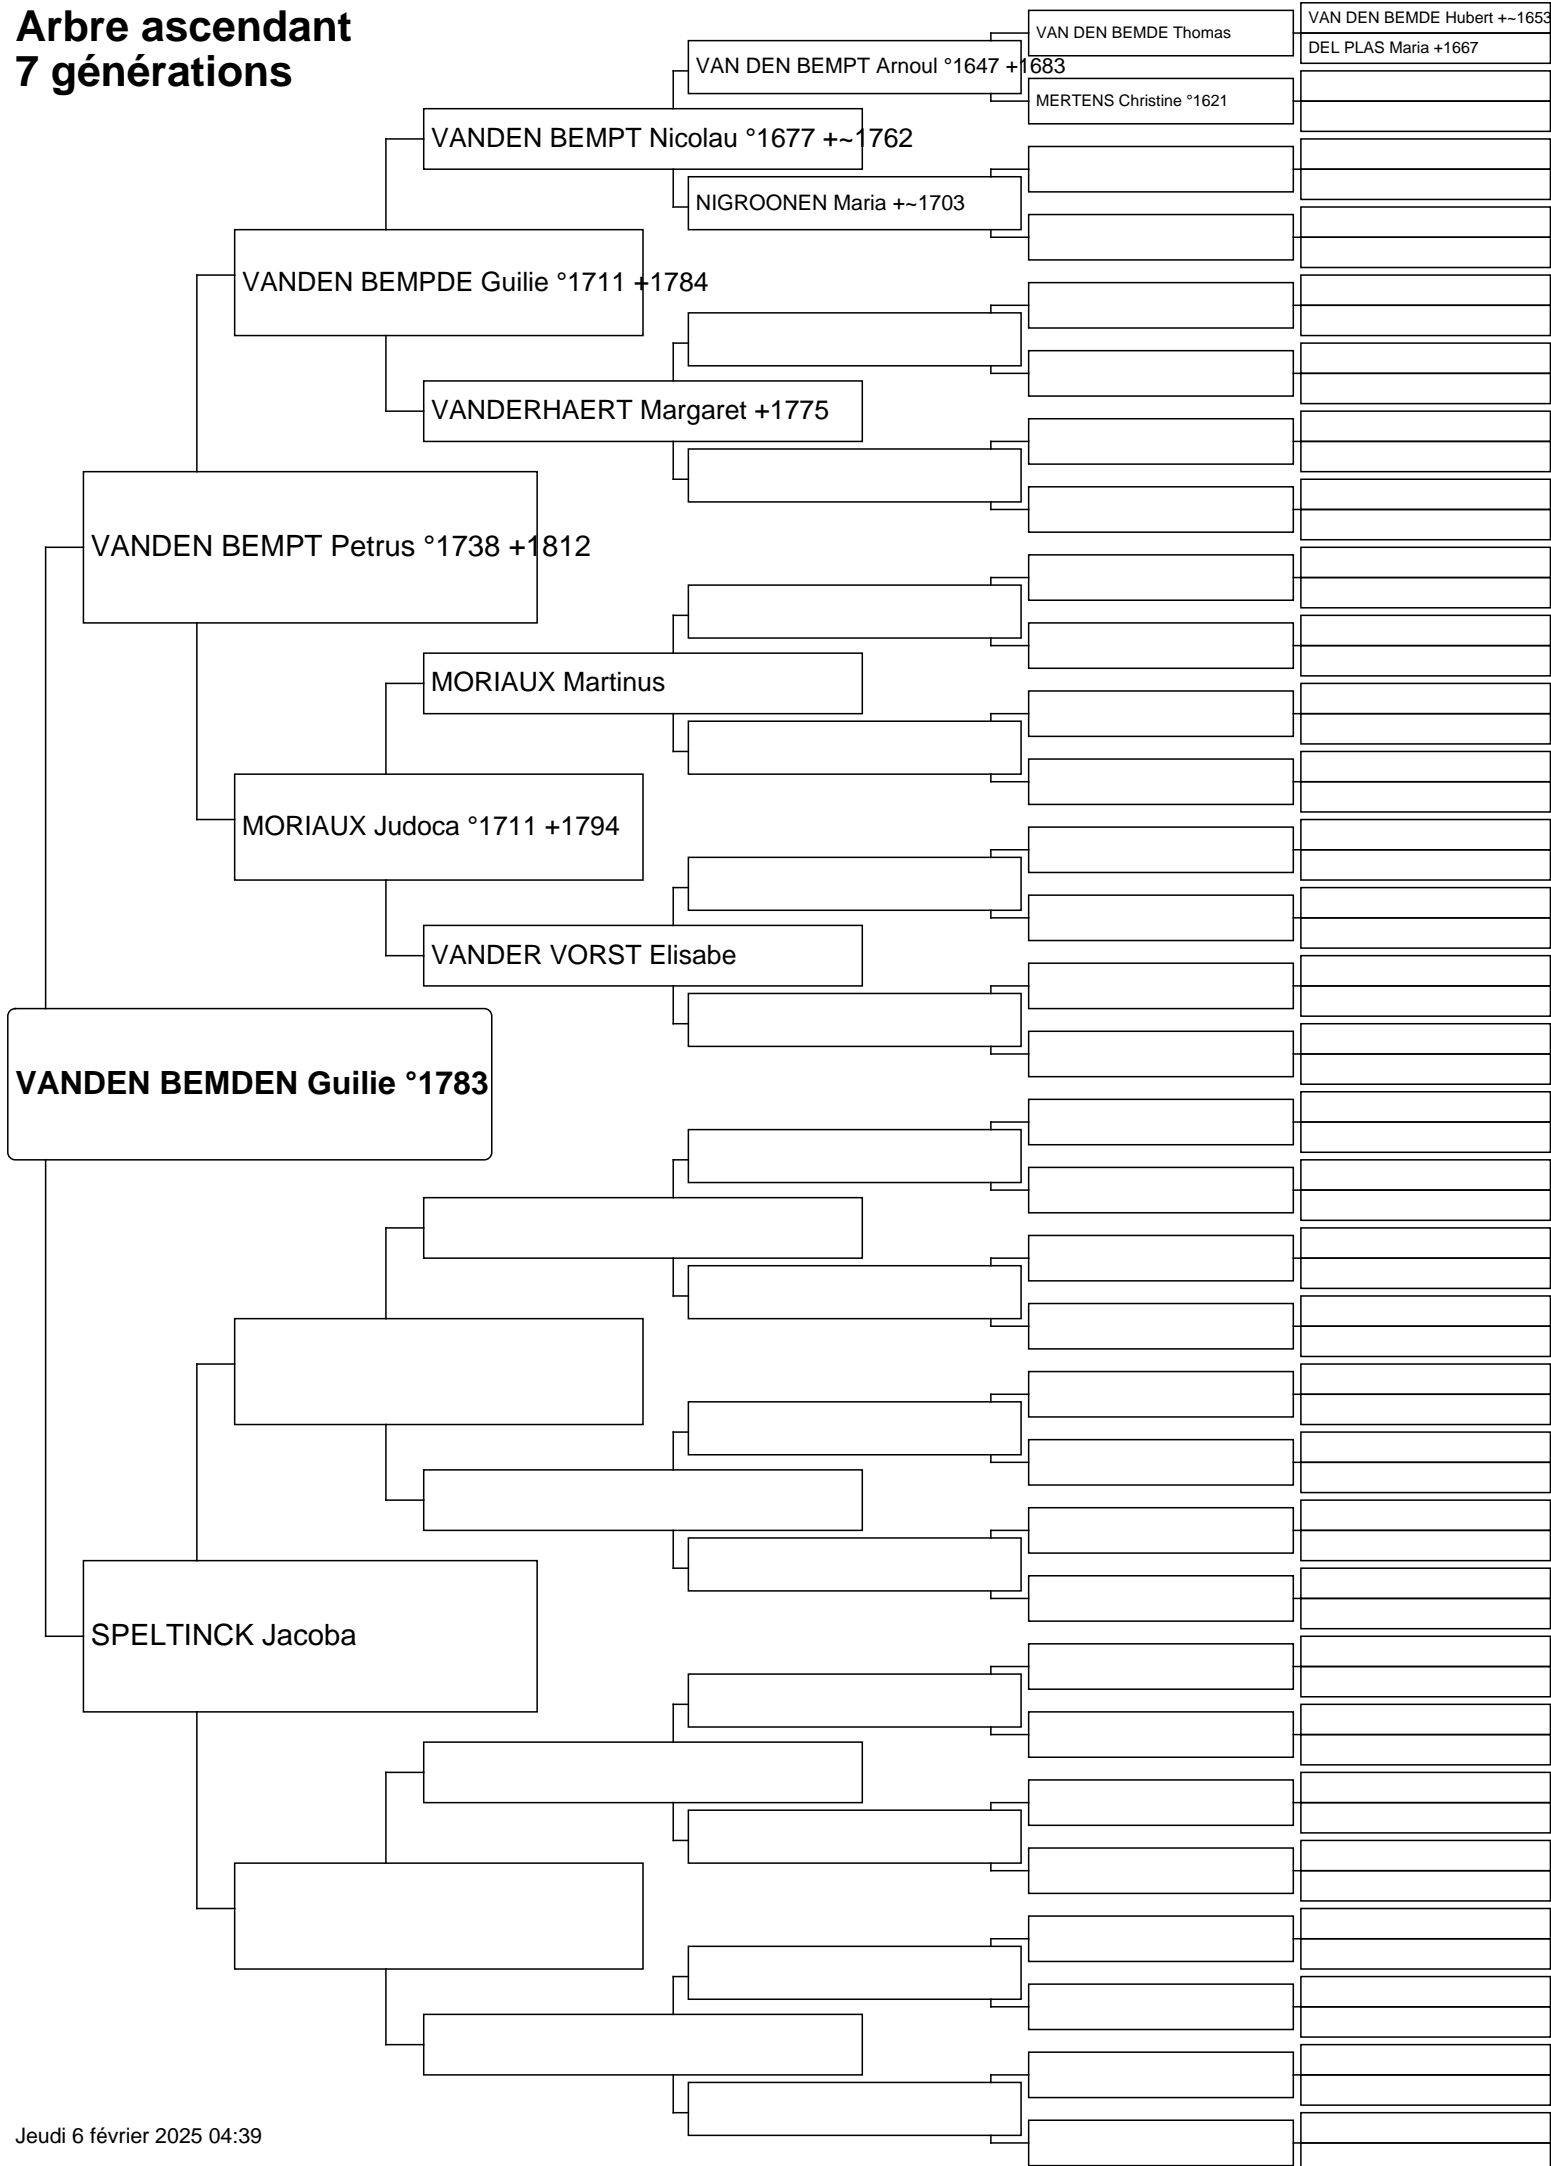 Arbre ascendant
7 générations
VAN DEN BEMDE Hubert +~1653
VAN DEN BEMDE Thomas
DEL PLAS Maria +1667
VAN DEN BEMPT Arnoul °1647 +1683
MERTENS Christine °1621
VANDEN BEMPT Nicolau °1677 +~1762
NIGROONEN Maria +~1703
VANDEN BEMPDE Guilie °1711 +1784
VANDERHAERT Margaret +1775
VANDEN BEMPT Petrus °1738 +1812
MORIAUX Martinus
MORIAUX Judoca °1711 +1794
VANDER VORST Elisabe
VANDEN BEMDEN Guilie °1783
SPELTINCK Jacoba
Jeudi 6 février 2025 04:39